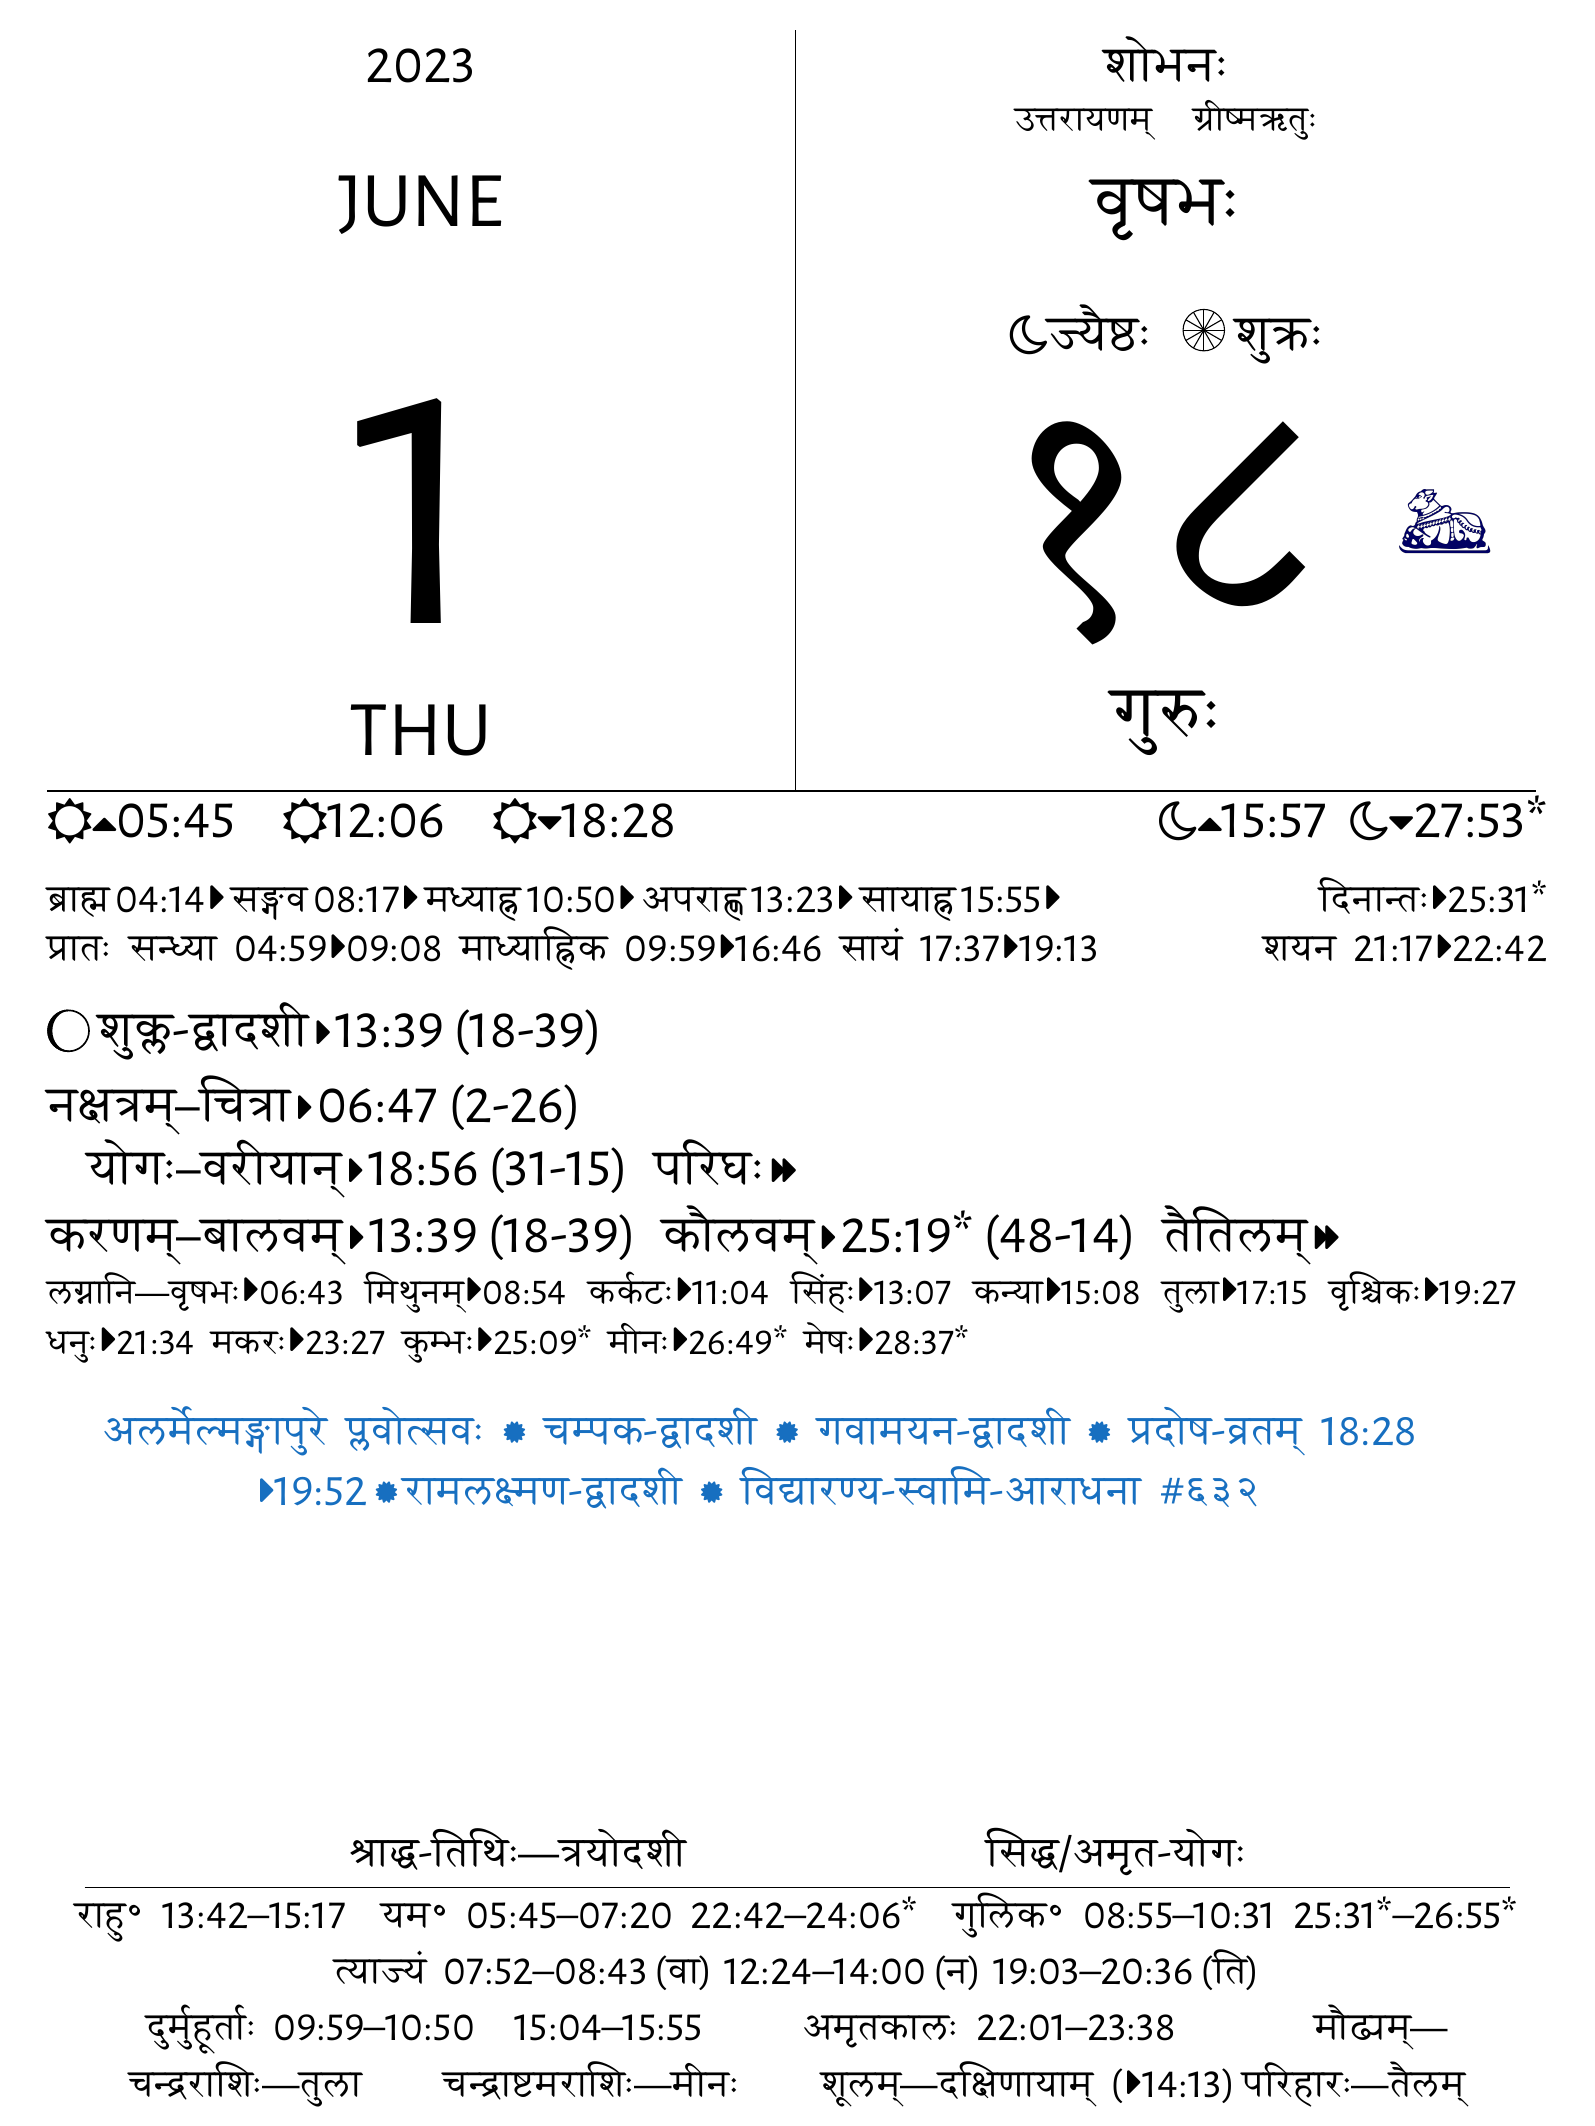 2023
JUNE
1
THU
शोभनः
उत्तरायणम् ग्रीष्मऋतुः
वृषभः
ज्यैष्ठः शुक्रः
१८
गुरुः
05:45 12:06 18:28 15:57 27:53*
ब्राह्म 04:14 सङ्गव 08:17 मध्याह्न 10:50 अपराह्ण 13:23 सायाह्न 15:55 दिनान्तः 25:31*
प्रातः सन्ध्या 04:59 09:08 माध्याह्निक 09:59 16:46 सायं 17:37 19:13 शयन 21:17 22:42
शुक्ल-द्वादशी 13:39 (18-39)
नक्षत्रम्–चित्रा 06:47 (2-26)
योगः–वरीयान् 18:56 (31-15) परिघः
करणम्–बालवम् 13:39 (18-39) कौलवम् 25:19* (48-14) तैतिलम्
लग्नानि—वृषभः 06:43 मिथुनम् 08:54 कर्कटः 11:04 सिंहः 13:07 कन्या 15:08 तुला 17:15 वृश्चिकः 19:27
धनुः 21:34 मकरः 23:27 कुम्भः 25:09* मीनः 26:49* मेषः 28:37*
अलर्मेल्मङ्गापुरे प्लवोत्सवः ● चम्पक-द्वादशी ● गवामयन-द्वादशी ● प्रदोष-व्रतम् 18:28
19:52 ● रामलक्ष्मण-द्वादशी ● विद्यारण्य-स्वामि-आराधना #६३२
श्राद्ध-तिथिः—त्रयोदशी सिद्ध/अमृत-योगः
राहु॰ 13:42–15:17 यम॰ 05:45–07:20 22:42–24:06* गुलिक॰ 08:55–10:31 25:31*–26:55*
त्याज्यं 07:52–08:43 (वा) 12:24–14:00 (न) 19:03–20:36 (ति)
दुर्मुहूर्ताः 09:59–10:50 15:04–15:55 अमृतकालः 22:01–23:38 मौढ्यम्—
चन्द्रराशिः—तुला चन्द्राष्टमराशिः—मीनः शूलम्—दक्षिणायाम् (14:13) परिहारः—तैलम्